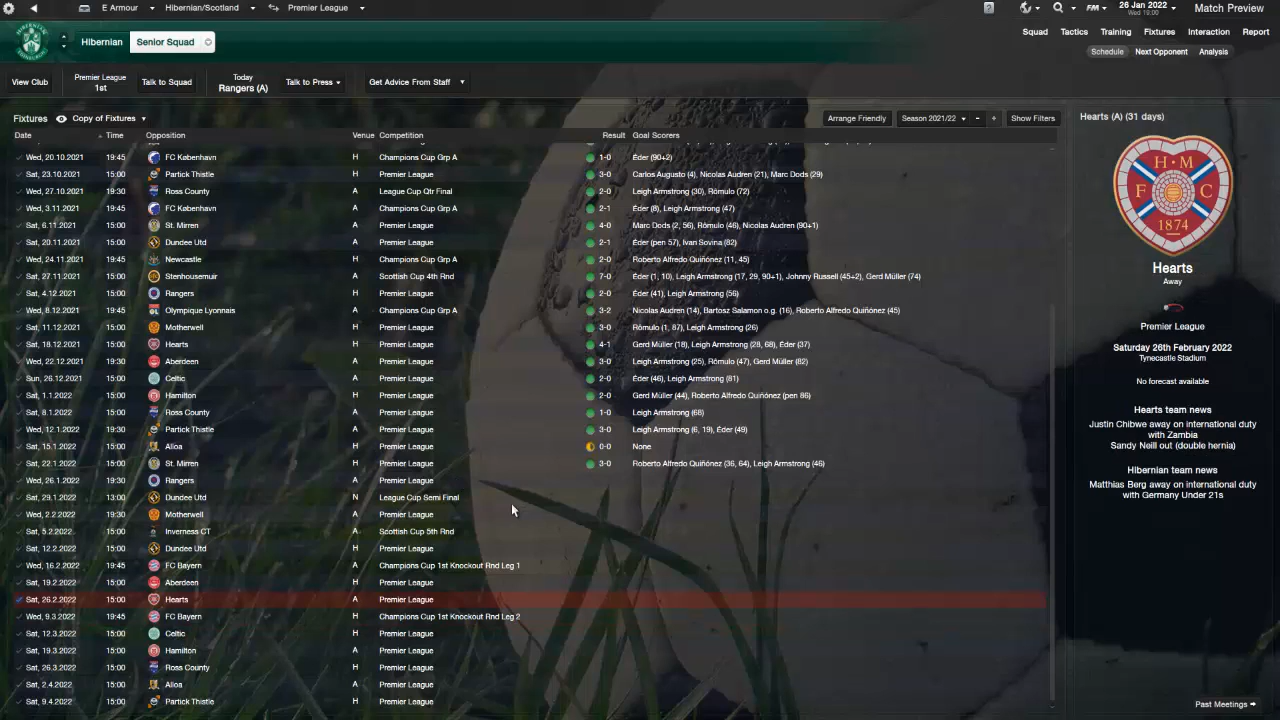 E Armour
Hibernian/Scotland
Premier League
FM
26 Jan 2022
Wed 19:00
Match Preview
Hibernian
Senior Squad
Squad Tactics Training Fixtures Interaction Report
Schedule Next Opponent Analysis
View Club
Premier League
1st
Talk to Squad
Today
Rangers (A)
Talk to Press
Get Advice From Staff
Fixtures Copy of Fixtures
Arrange Friendly Season 2021/22 - + Show Filters
Date Time Opposition Venue Competition Result Goal Scorers
Wed, 20.10.2021 19:45 FC København H Champions Cup Grp A 1-0 Éder (90+2)
Sat, 23.10.2021 15:00 Partick Thistle H Premier League 3-0 Carlos Augusto (4), Nicolas Audren (21), Marc Dods (29)
Wed, 27.10.2021 19:30 Ross County A League Cup Qtr Final 2-0 Leigh Armstrong (30), Rômulo (72)
Wed, 3.11.2021 19:45 FC København A Champions Cup Grp A 2-1 Éder (8), Leigh Armstrong (47)
Sat, 6.11.2021 15:00 St. Mirren A Premier League 4-0 Marc Dods (2, 56), Rômulo (46), Nicolas Audren (90+1)
Sat, 20.11.2021 15:00 Dundee Utd A Premier League 2-1 Éder (pen 57), Ivan Sovina (82)
Wed, 24.11.2021 19:45 Newcastle H Champions Cup Grp A 2-0 Roberto Alfredo Quiñónez (11, 45)
Sat, 27.11.2021 15:00 Stenhousemuir A Scottish Cup 4th Rnd 7-0 Éder (1, 10), Leigh Armstrong (17, 29, 90+1), Johnny Russell (45+2), Gerd Müller (74)
Sat, 4.12.2021 15:00 Rangers H Premier League 2-0 Éder (41), Leigh Armstrong (56)
Wed, 8.12.2021 19:45 Olympique Lyonnais A Champions Cup Grp A 3-2 Nicolas Audren (14), Bartosz Salamon o.g. (16), Roberto Alfredo Quiñónez (45)
Sat, 11.12.2021 15:00 Motherwell A Premier League 3-0 Rômulo (1, 87), Leigh Armstrong (26)
Sat, 18.12.2021 15:00 Hearts H Premier League 4-1 Gerd Müller (18), Leigh Armstrong (28, 68), Éder (37)
Wed, 22.12.2021 19:30 Aberdeen A Premier League 3-0 Leigh Armstrong (25), Rômulo (47), Gerd Müller (82)
Sun, 26.12.2021 15:00 Celtic A Premier League 2-0 Éder (46), Leigh Armstrong (81)
Sat, 1.1.2022 15:00 Hamilton H Premier League 2-0 Gerd Müller (44), Roberto Alfredo Quiñónez (pen 86)
Sat, 8.1.2022 15:00 Ross County A Premier League 1-0 Leigh Armstrong (68)
Wed, 12.1.2022 19:30 Partick Thistle A Premier League 3-0 Leigh Armstrong (6, 19), Éder (49)
Sat, 15.1.2022 15:00 Alloa H Premier League 0-0 None
Sat, 22.1.2022 15:00 St. Mirren H Premier League 3-0 Roberto Alfredo Quiñónez (36, 64), Leigh Armstrong (46)
Wed, 26.1.2022 19:30 Rangers A Premier League
Sat, 29.1.2022 13:00 Dundee Utd N League Cup Semi Final
Wed, 2.2.2022 19:30 Motherwell H Premier League
Sat, 5.2.2022 15:00 Inverness CT A Scottish Cup 5th Rnd
Sat, 12.2.2022 15:00 Dundee Utd H Premier League
Wed, 16.2.2022 19:45 FC Bayern A Champions Cup 1st Knockout Rnd Leg 1
Sat, 19.2.2022 15:00 Aberdeen H Premier League
Sat, 26.2.2022 15:00 Hearts A Premier League
Wed, 9.3.2022 19:45 FC Bayern H Champions Cup 1st Knockout Rnd Leg 2
Sat, 12.3.2022 15:00 Celtic H Premier League
Sat, 19.3.2022 15:00 Hamilton A Premier League
Sat, 26.3.2022 15:00 Ross County H Premier League
Sat, 2.4.2022 15:00 Alloa A Premier League
Sat, 9.4.2022 15:00 Partick Thistle H Premier League
Hearts (A) (31 days)
H M
F C
1874
Hearts
Away
Premier League
Saturday 26th February 2022
Tynecastle Stadium
No forecast available
Hearts team news
Justin Chibwe away on international duty
with Zambia
Sandy Neill out (double hernia)
Hibernian team news
Matthias Berg away on international duty
with Germany Under 21s
Past Meetings